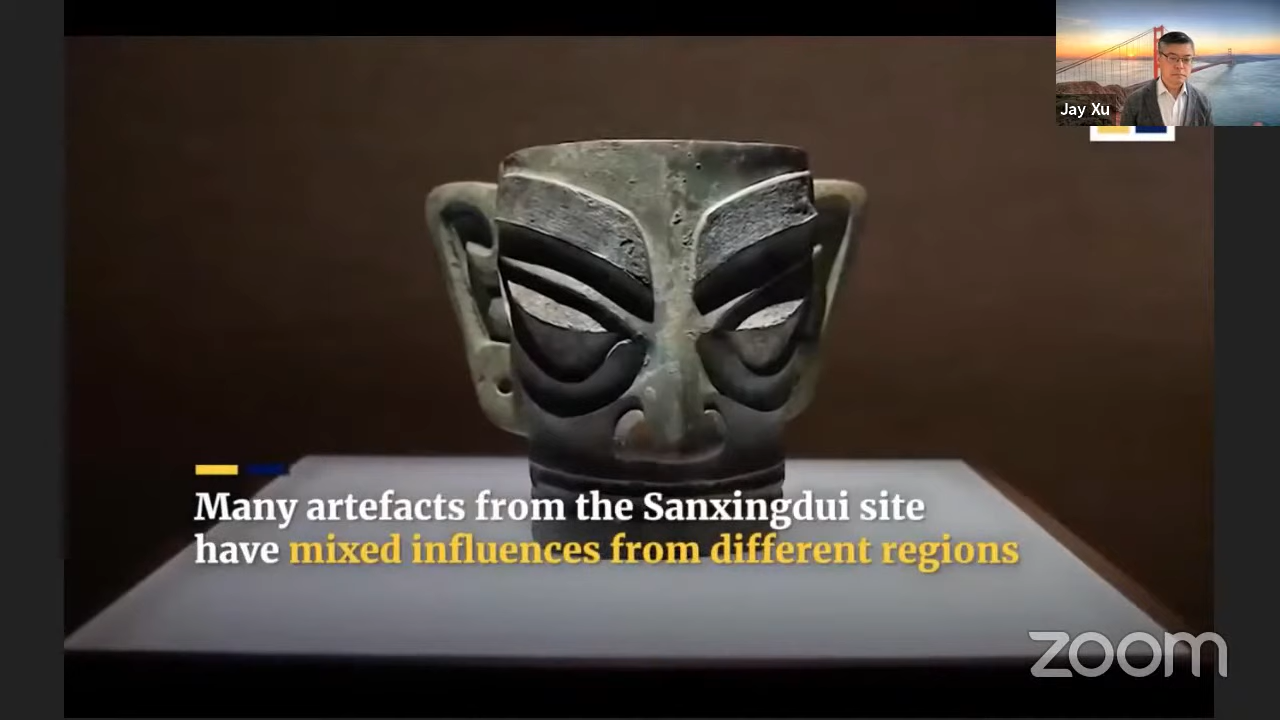 Jay Xu
Many artefacts from the Sanxingdui site
have mixed influences from different regions
zoom